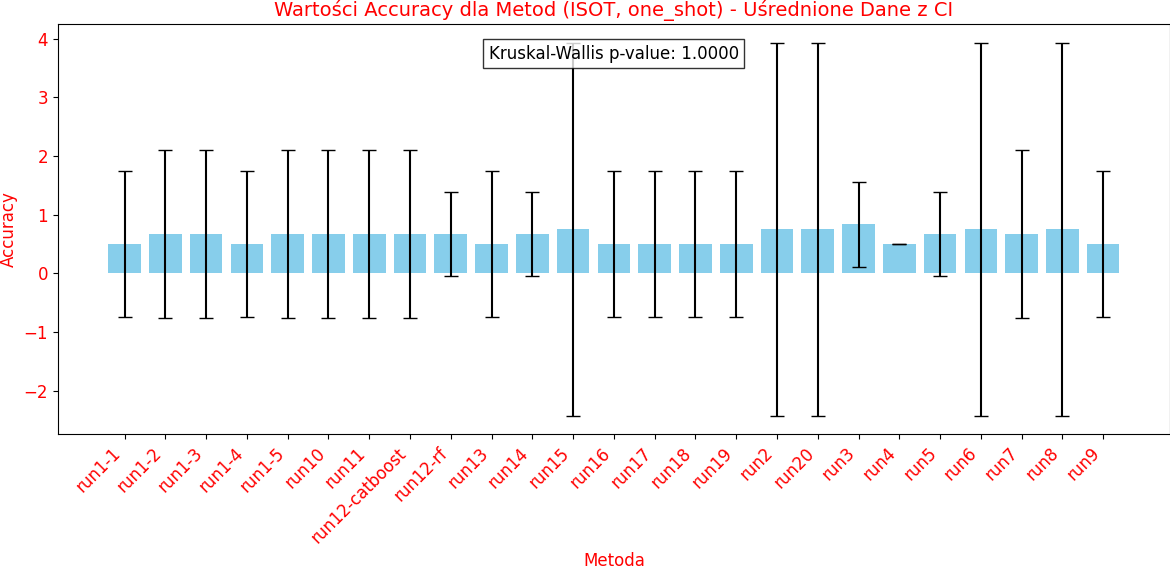 Wartości Accuracy dla Metod (ISOT, one_shot) - Uśrednione Dane z CI
Kruskal-Wallis p-value: 1.0000
Accuracy
4
3
2
1
0
−1
−2
run1-1
run1-2
run1-3
run1-4
run1-5
run10
run11
run12-catboost
run12-rf
run13
run14
run15
run16
run17
run18
run19
run2
run20
run3
run4
run5
run6
run7
run8
run9
Metoda